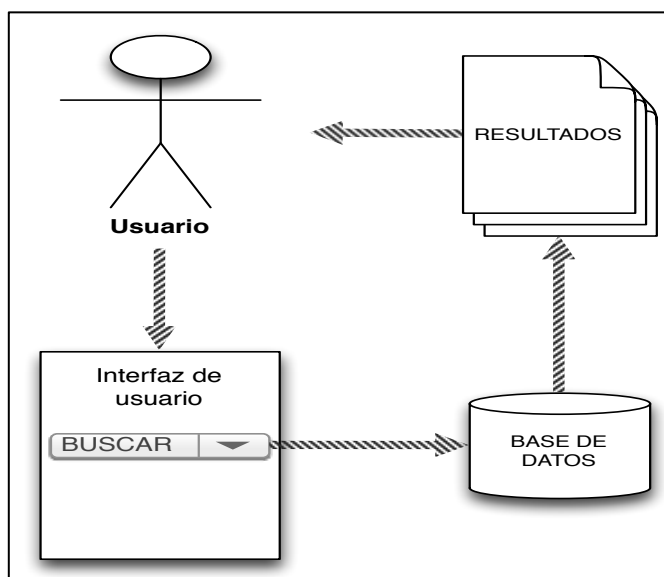 RESULTADOS
Usuario
Interfaz de
usuario
BUSCAR
BASE DE
DATOS